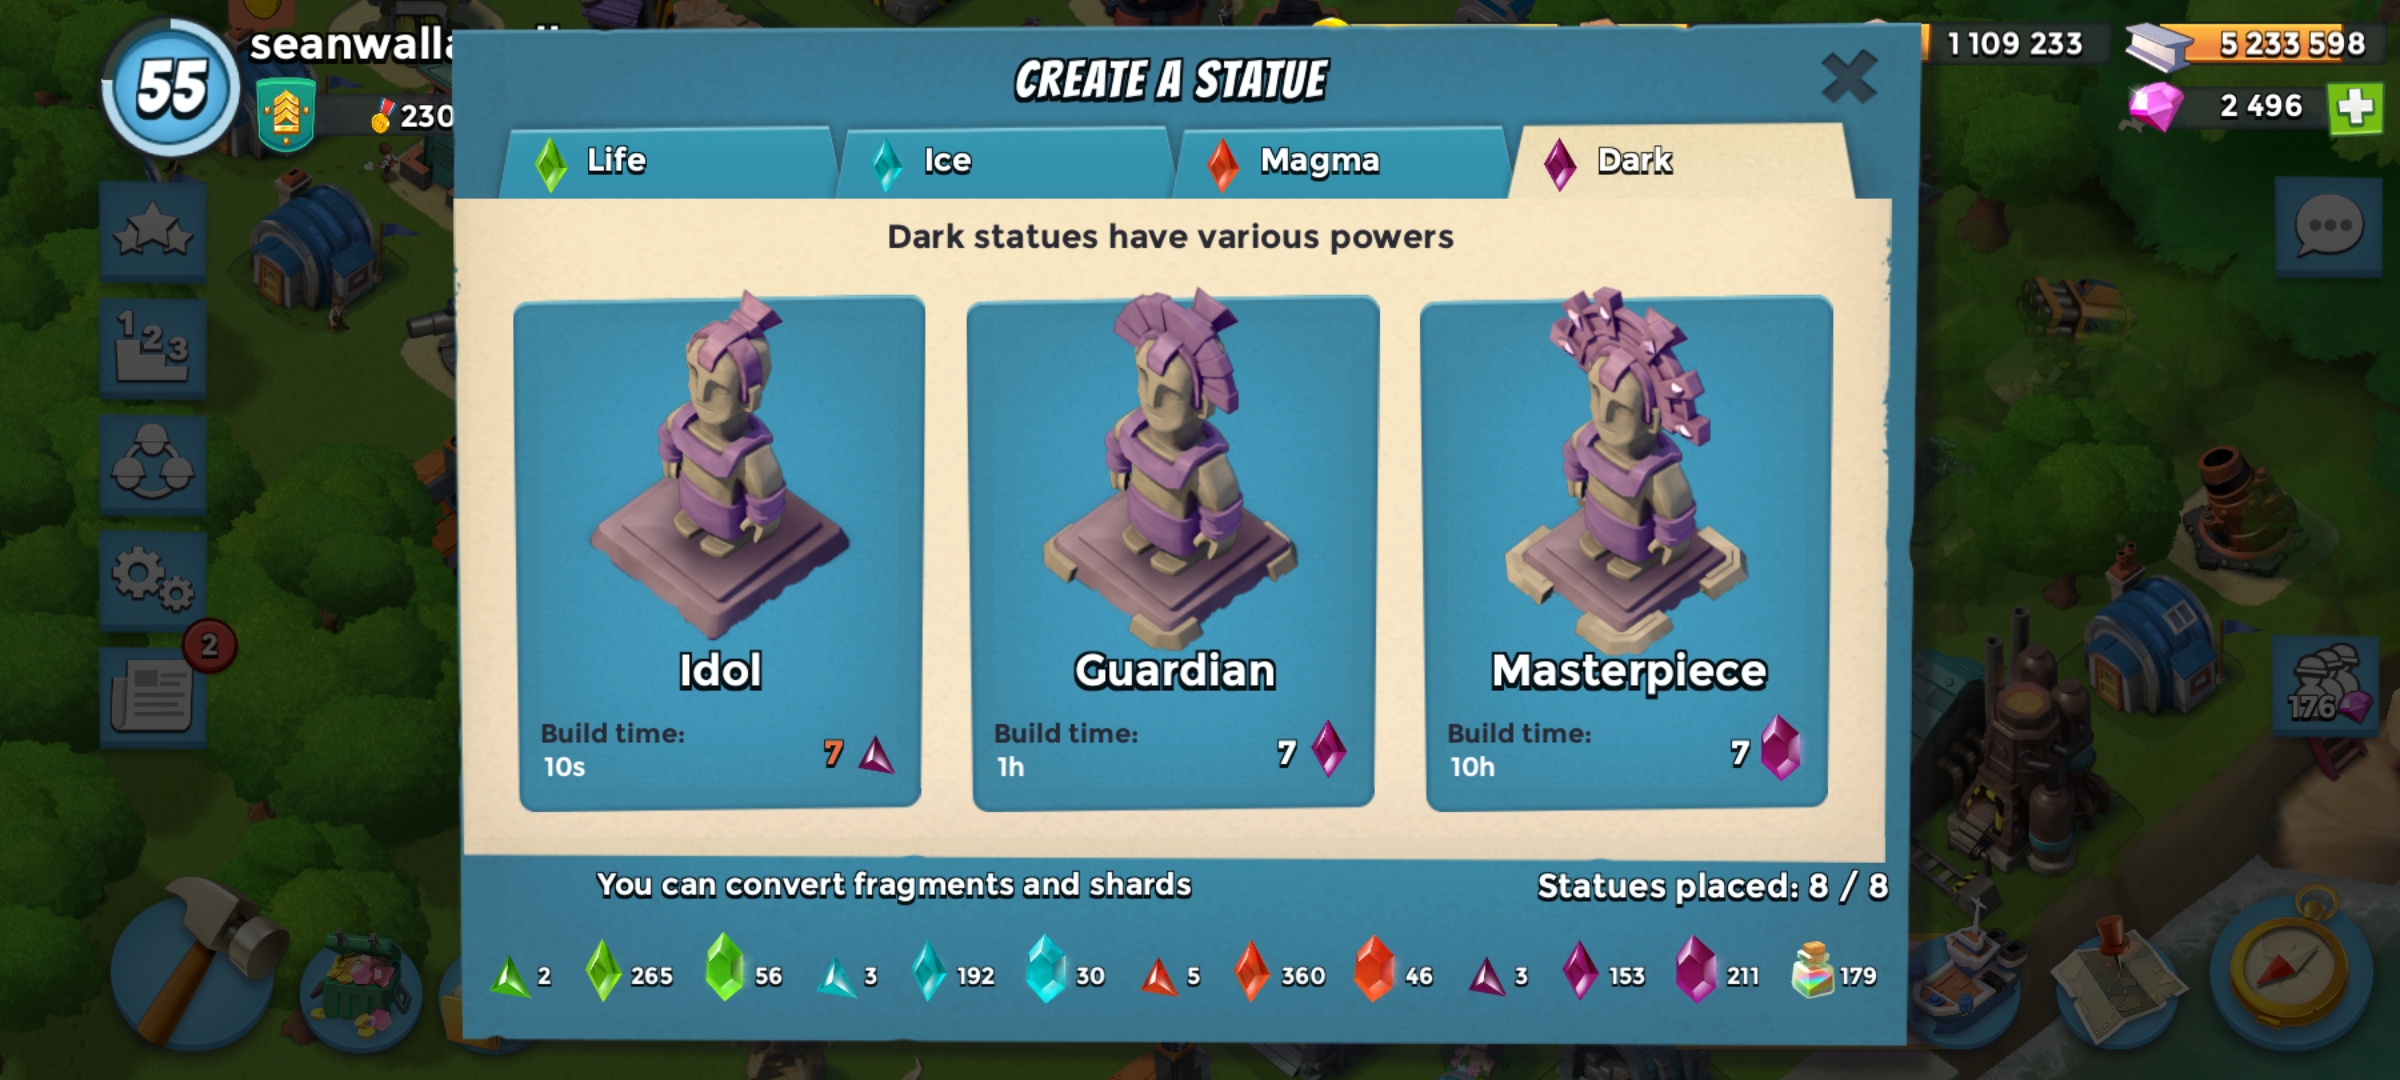 55
230
1 109 233
5 233 598
2 496
CREATE A STATUE
Life
Ice
Magma
Dark
Dark statues have various powers
Idol
Build time:
10s
7
Guardian
Build time:
1h
7
Masterpiece
Build time:
10h
7
1 2 3
2
176
You can convert fragments and shards
Statues placed: 8 / 8
2 265 56 3 192 30 5 360 46 3 153 211 179